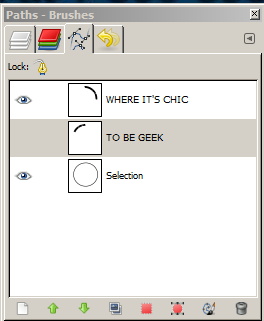 Paths - Brushes
Lock:
WHERE IT'S CHIC
TO BE GEEK
Selection